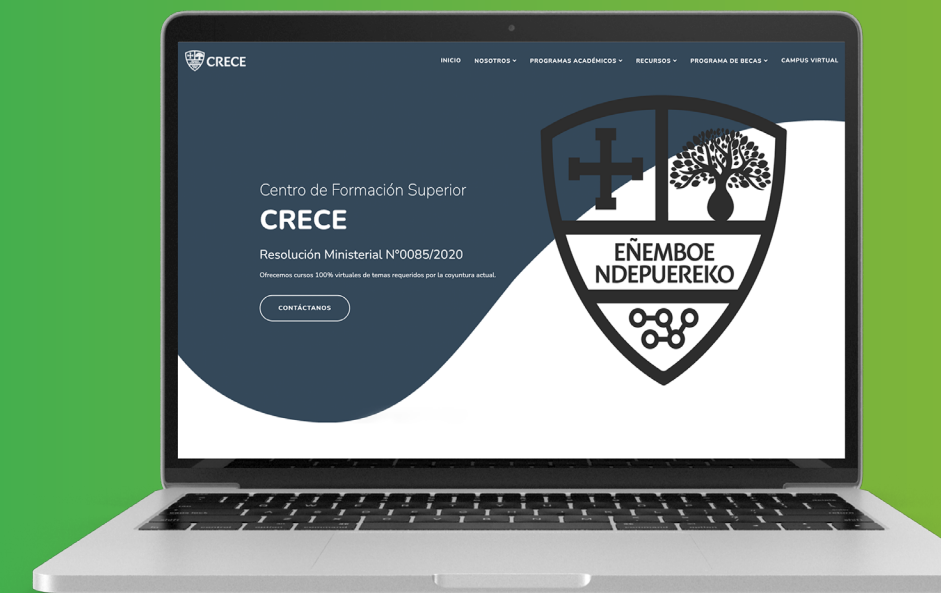 CRECE
INICIO NOSOTROS PROGRAMAS ACADÉMICOS RECURSOS PROGRAMA DE BECAS CAMPUS VIRTUAL
Centro de Formación Superior
CRECE
Resolución Ministerial N°0085/2020
Ofrecemos cursos 100% virtuales de temas requeridos por la coyuntura actual.
CONTÁCTANOS
EÑEMBOE
NDEPUEREKO